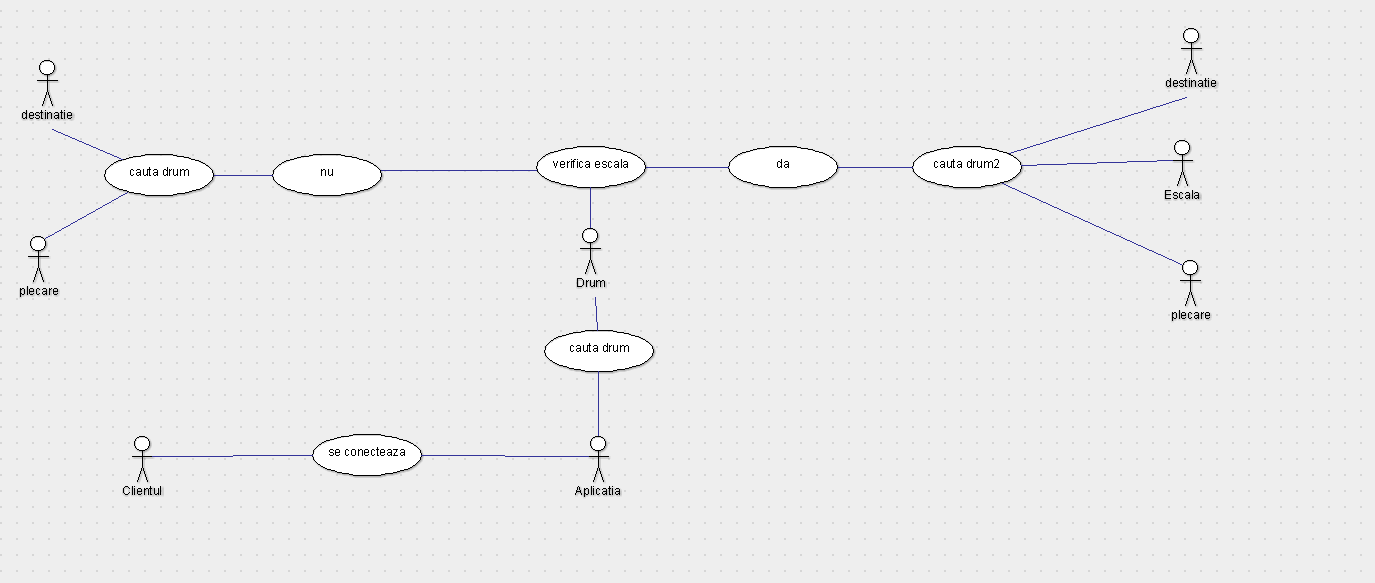 destinatie
destinatie
cauta drum
nu
verifica escala
da
cauta drum2
Escala
plecare
Drum
plecare
cauta drum
se conecteaza
Clientul
Aplicatia